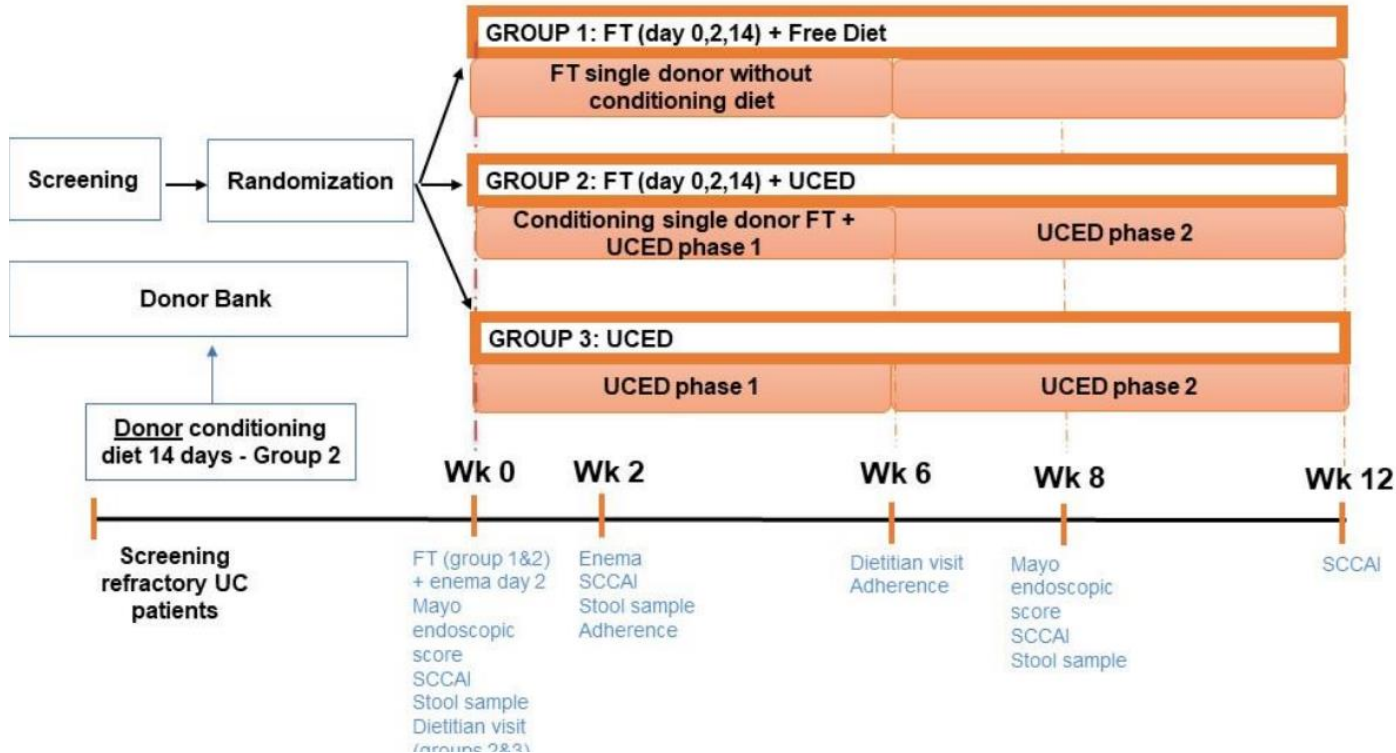 GROUP 1: FT (day 0,2,14) + Free Diet
FT single donor without
conditioning diet
Screening
Randomization
GROUP 2: FT (day 0,2,14) + UCED
Conditioning single donor FT +
UCED phase 1
UCED phase 2
Donor Bank
GROUP 3: UCED
UCED phase 1
UCED phase 2
Donor conditioning
diet 14 days - Group 2
Wk 0
Wk 2
Wk 6
Wk 8
Wk 12
Screening
refractory UC
patients
FT (group 1&2)
+ enema day 2
Mayo
endoscopic
score
SCCAI
Stool sample
Dietitian visit
(groups 2&3)
Enema
SCCAI
Stool sample
Adherence
Dietitian visit
Adherence
Mayo
endoscopic
score
SCCAI
Stool sample
SCCAI